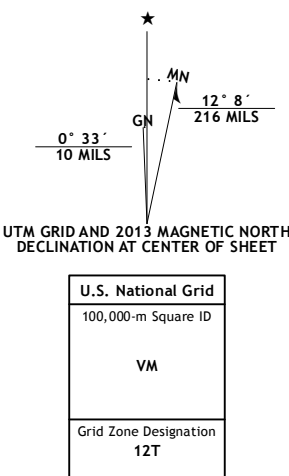 ★
MN
GN
12° 8´
216 MILS
0° 33´
10 MILS
UTM GRID AND 2013 MAGNETIC NORTH
DECLINATION AT CENTER OF SHEET
U.S. National Grid
100,000-m Square ID
VM
Grid Zone Designation
12T